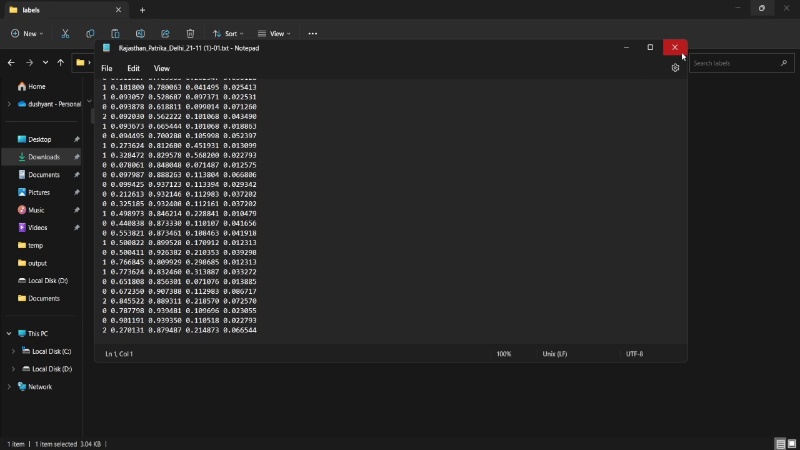 labels
New
Sort
View
Rajasthan_Patrika_Delhi_21-11 (1)-01.txt - Notepad
File Edit View
Search labels
Home
dushyant - Personal
Desktop
Downloads
Documents
Pictures
Music
Videos
temp
output
Local Disk (D:)
Documents
This PC
Local Disk (C:)
Local Disk (D:)
Network
1 0.181800 0.780063 0.041495 0.025413
1 0.093057 0.528687 0.097371 0.022531
0 0.093878 0.618811 0.099014 0.071260
2 0.092030 0.562222 0.101068 0.043490
1 0.093673 0.665444 0.101068 0.018863
0 0.094495 0.700288 0.105998 0.052397
1 0.273624 0.812680 0.451931 0.013099
1 0.328472 0.829578 0.568200 0.022793
0 0.078061 0.848048 0.071487 0.012575
0 0.097987 0.888263 0.113804 0.066806
0 0.099425 0.937123 0.113394 0.029342
0 0.212613 0.932146 0.112983 0.037202
0 0.325185 0.932408 0.112161 0.037202
1 0.498973 0.846214 0.228841 0.010479
0 0.440838 0.873330 0.110107 0.041656
0 0.553821 0.873461 0.108463 0.041918
1 0.500822 0.899528 0.170912 0.012313
0 0.500411 0.926382 0.210353 0.039298
1 0.766845 0.809929 0.298685 0.012313
1 0.773624 0.832460 0.313887 0.033272
0 0.651808 0.856301 0.071076 0.013885
0 0.672350 0.907388 0.112983 0.086717
2 0.845522 0.889311 0.218570 0.072570
0 0.787798 0.939481 0.109696 0.023055
0 0.901191 0.939350 0.110518 0.022793
2 0.270131 0.879487 0.214873 0.066544
Ln 1, Col 1 100% Unix (LF) UTF-8
1 item 1 item selected 3.04 KB